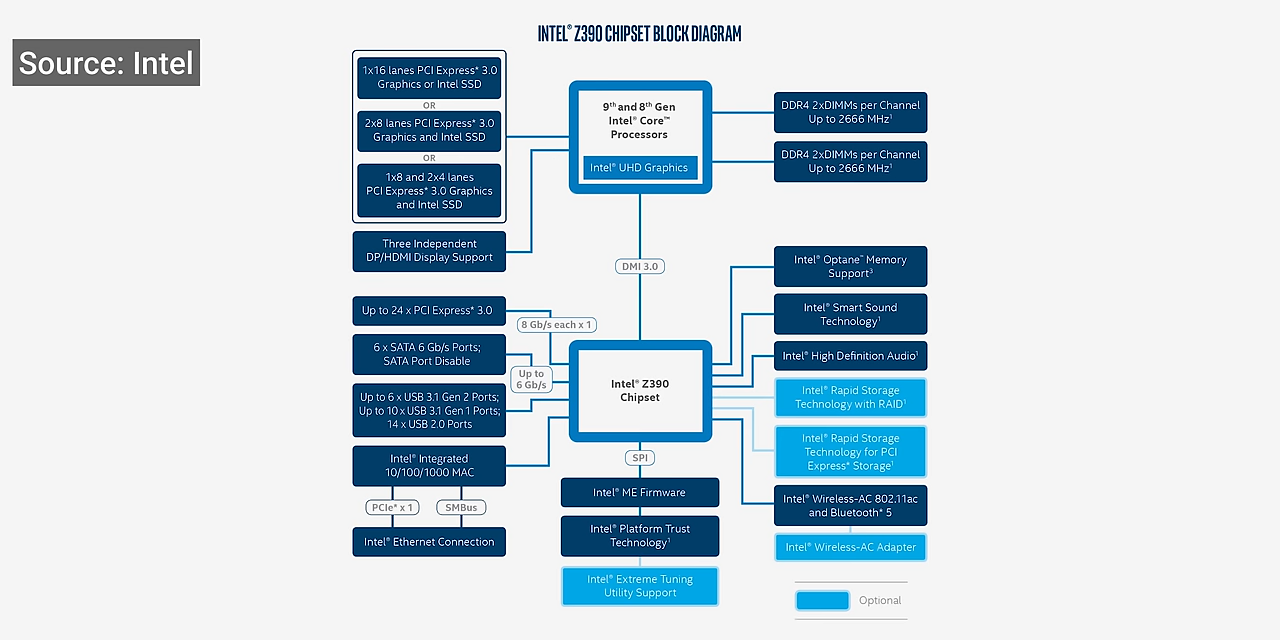 INTEL® Z390 CHIPSET BLOCK DIAGRAM
Source: Intel
1x16 lanes PCI Express* 3.0
Graphics or Intel SSD
OR
2x8 lanes PCI Express* 3.0
Graphics and Intel SSD
OR
1x8 and 2x4 lanes
PCI Express* 3.0 Graphics
and Intel SSD
Three Independent
DP/HDMI Display Support
9th and 8th Gen
Intel® Core™
Processors
Intel® UHD Graphics
DDR4 2xDIMMs per Channel
Up to 2666 MHz¹
DDR4 2xDIMMs per Channel
Up to 2666 MHz¹
DMI 3.0
Up to 24 x PCI Express* 3.0
8 Gb/s each x 1
6 x SATA 6 Gb/s Ports;
SATA Port Disable
Up to
6 Gb/s
Up to 6 x USB 3.1 Gen 2 Ports;
Up to 10 x USB 3.1 Gen 1 Ports;
14 x USB 2.0 Ports
Intel® Integrated
10/100/1000 MAC
PCIe* x 1
SMBus
Intel® Ethernet Connection
Intel® Z390
Chipset
SPI
Intel® ME Firmware
Intel® Platform Trust
Technology¹
Intel® Extreme Tuning
Utility Support
Intel® Optane™ Memory
Support³
Intel® Smart Sound
Technology¹
Intel® High Definition Audio¹
Intel® Rapid Storage
Technology with RAID¹
Intel® Rapid Storage
Technology for PCI
Express* Storage¹
Intel® Wireless-AC 802.11ac
and Bluetooth* 5
Intel® Wireless-AC Adapter
Optional